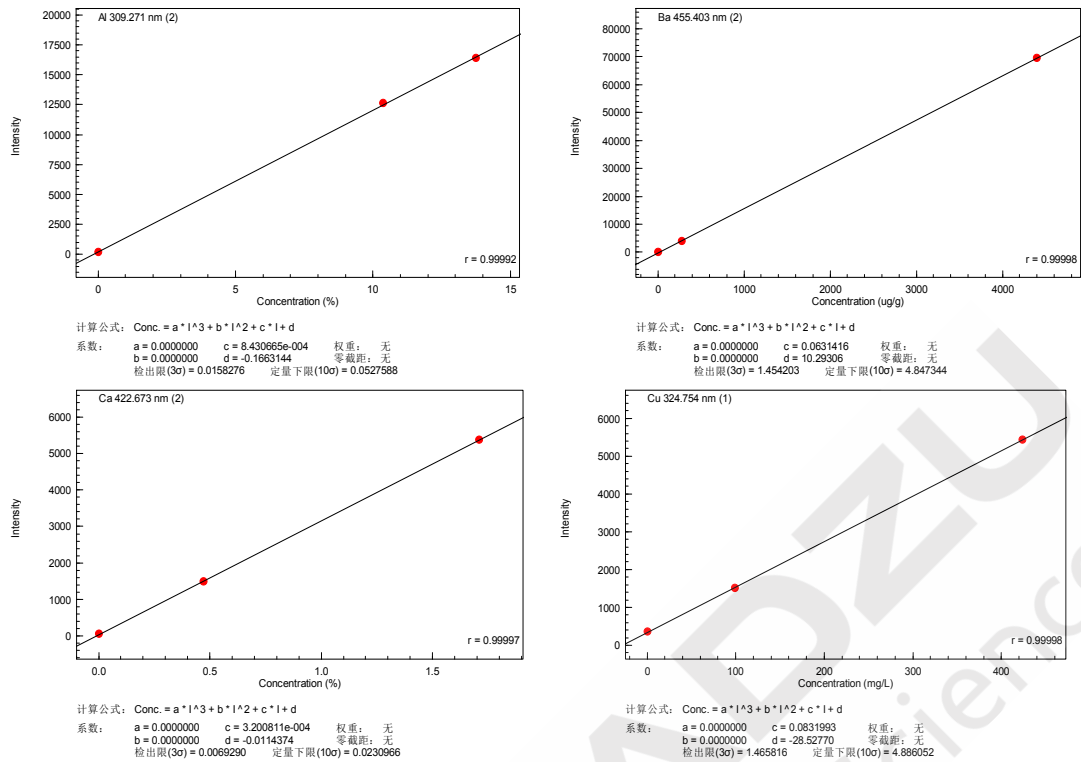 Al 309.271 nm (2)
20000
17500
15000
12500
10000
7500
5000
2500
0
Intensity
r = 0.99992
0 5 10 15
Concentration (%)
计算公式: Conc. = a * I^3 + b * I^2 + c * I + d
系数: a = 0.0000000 c = 8.430665e-004 权重: 无
b = 0.0000000 d = -0.1663144 零截距: 无
检出限(3σ) = 0.0158276 定量下限(10σ) = 0.0527588
Ba 455.403 nm (2)
80000
70000
60000
50000
40000
30000
20000
10000
0
Intensity
r = 0.99998
0 1000 2000 3000 4000
Concentration (ug/g)
计算公式: Conc. = a * I^3 + b * I^2 + c * I + d
系数: a = 0.0000000 c = 0.0631416 权重: 无
b = 0.0000000 d = 10.29306 零截距: 无
检出限(3σ) = 1.454203 定量下限(10σ) = 4.847344
Ca 422.673 nm (2)
6000
5000
4000
3000
2000
1000
0
Intensity
r = 0.99997
0.0 0.5 1.0 1.5
Concentration (%)
计算公式: Conc. = a * I^3 + b * I^2 + c * I + d
系数: a = 0.0000000 c = 3.200811e-004 权重: 无
b = 0.0000000 d = -0.0114374 零截距: 无
检出限(3σ) = 0.0069290 定量下限(10σ) = 0.0230966
Cu 324.754 nm (1)
6000
5000
4000
3000
2000
1000
0
Intensity
r = 0.99998
0 100 200 300 400
Concentration (mg/L)
计算公式: Conc. = a * I^3 + b * I^2 + c * I + d
系数: a = 0.0000000 c = 0.0831993 权重: 无
b = 0.0000000 d = -28.52770 零截距: 无
检出限(3σ) = 1.465816 定量下限(10σ) = 4.886052